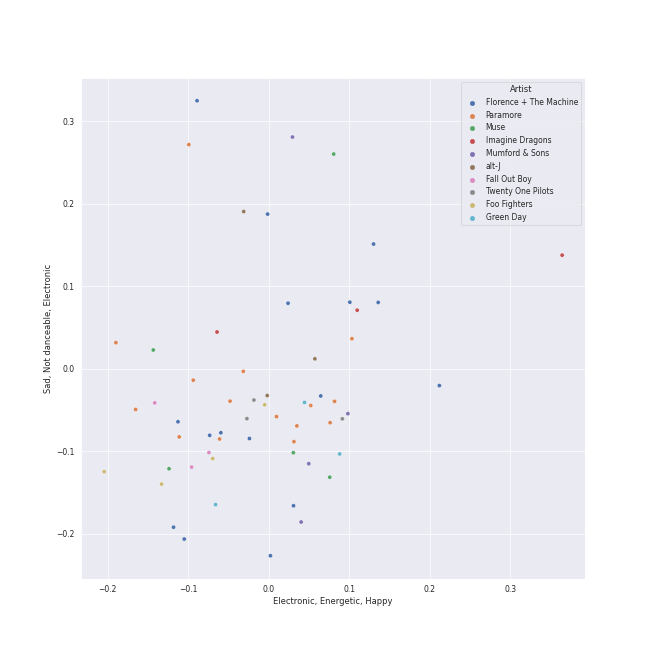 Artist
Florence + The Machine
Paramore
Muse
Imagine Dragons
Mumford & Sons
alt-J
Fall Out Boy
Twenty One Pilots
Foo Fighters
Green Day
0.3
0.2
0.1
0.0
−0.1
−0.2
Sad, Not danceable, Electronic
−0.2 −0.1 0.0 0.1 0.2 0.3
Electronic, Energetic, Happy